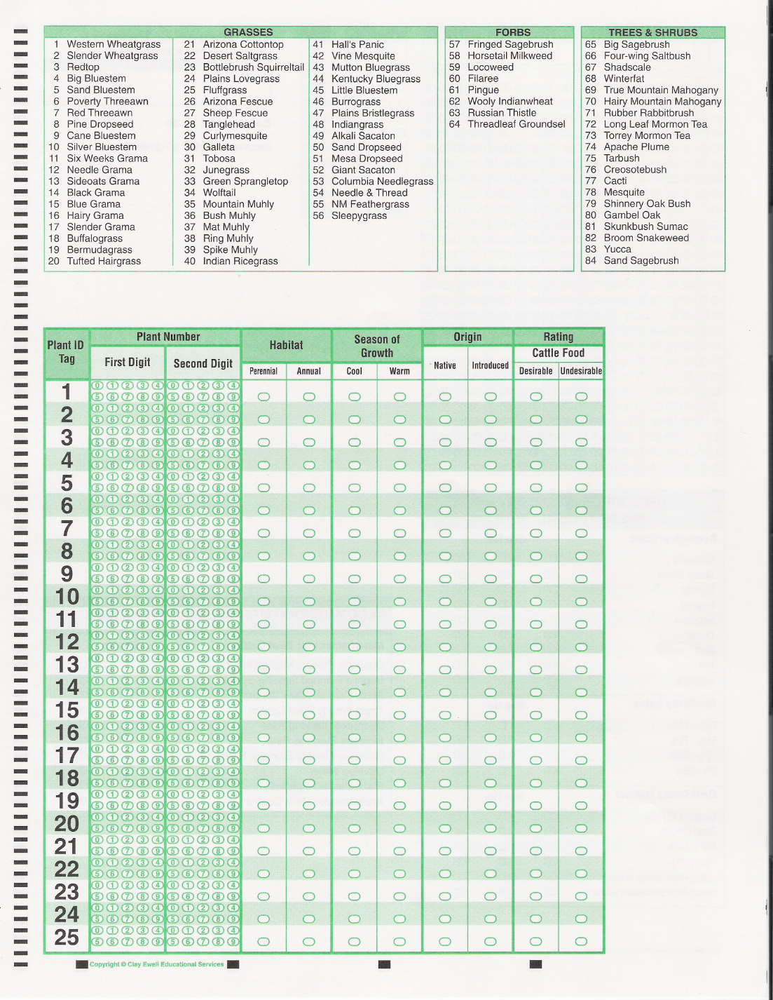 GRASSES
1 Western Wheatgrass
2 Slender Wheatgrass
3 Redtop
4 Big Bluestem
5 Sand Bluestem
6 Poverty Threeawn
7 Red Threeawn
8 Pine Dropseed
9 Cane Bluestem
10 Silver Bluestem
11 Six Weeks Grama
12 Needle Grama
13 Sideoats Grama
14 Black Grama
15 Blue Grama
16 Hairy Grama
17 Slender Grama
18 Buffalograss
19 Bermudagrass
20 Tufted Hairgrass
21 Arizona Cottontop
22 Desert Saltgrass
23 Bottlebrush Squirreltail
24 Plains Lovegrass
25 Fluffgrass
26 Arizona Fescue
27 Sheep Fescue
28 Tanglehead
29 Curlymesquite
30 Galleta
31 Tobosa
32 Junegrass
33 Green Sprangletop
34 Wolftail
35 Mountain Muhly
36 Bush Muhly
37 Mat Muhly
38 Ring Muhly
39 Spike Muhly
40 Indian Ricegrass
41 Hall's Panic
42 Vine Mesquite
43 Mutton Bluegrass
44 Kentucky Bluegrass
45 Little Bluestem
46 Burrograss
47 Plains Bristlegrass
48 Indiangrass
49 Alkali Sacaton
50 Sand Dropseed
51 Mesa Dropseed
52 Giant Sacaton
53 Columbia Needlegrass
54 Needle & Thread
55 NM Feathergrass
56 Sleepygrass
FORBS
57 Fringed Sagebrush
58 Horsetail Milkweed
59 Locoweed
60 Filaree
61 Pingue
62 Wooly Indianwheat
63 Russian Thistle
64 Threadleaf Groundsel
TREES & SHRUBS
65 Big Sagebrush
66 Four-wing Saltbush
67 Shadscale
68 Winterfat
69 True Mountain Mahogany
70 Hairy Mountain Mahogany
71 Rubber Rabbitbrush
72 Long Leaf Mormon Tea
73 Torrey Mormon Tea
74 Apache Plume
75 Tarbush
76 Creosotebush
77 Cacti
78 Mesquite
79 Shinnery Oak Bush
80 Gambel Oak
81 Skunkbush Sumac
82 Broom Snakeweed
83 Yucca
84 Sand Sagebrush
Plant ID Tag
Plant Number
First Digit Second Digit
Habitat
Perennial Annual
Season of Growth
Cool Warm
Origin
Native Introduced
Rating
Cattle Food
Desirable Undesirable
1 0 1 2 3 4 0 1 2 3 4
5 6 7 8 9 5 6 7 8 9
2 0 1 2 3 4 0 1 2 3 4
5 6 7 8 9 5 6 7 8 9
3 0 1 2 3 4 0 1 2 3 4
5 6 7 8 9 5 6 7 8 9
4 0 1 2 3 4 0 1 2 3 4
5 6 7 8 9 5 6 7 8 9
5 0 1 2 3 4 0 1 2 3 4
5 6 7 8 9 5 6 7 8 9
6 0 1 2 3 4 0 1 2 3 4
5 6 7 8 9 5 6 7 8 9
7 0 1 2 3 4 0 1 2 3 4
5 6 7 8 9 5 6 7 8 9
8 0 1 2 3 4 0 1 2 3 4
5 6 7 8 9 5 6 7 8 9
9 0 1 2 3 4 0 1 2 3 4
5 6 7 8 9 5 6 7 8 9
10 0 1 2 3 4 0 1 2 3 4
5 6 7 8 9 5 6 7 8 9
11 0 1 2 3 4 0 1 2 3 4
5 6 7 8 9 5 6 7 8 9
12 0 1 2 3 4 0 1 2 3 4
5 6 7 8 9 5 6 7 8 9
13 0 1 2 3 4 0 1 2 3 4
5 6 7 8 9 5 6 7 8 9
14 0 1 2 3 4 0 1 2 3 4
5 6 7 8 9 5 6 7 8 9
15 0 1 2 3 4 0 1 2 3 4
5 6 7 8 9 5 6 7 8 9
16 0 1 2 3 4 0 1 2 3 4
5 6 7 8 9 5 6 7 8 9
17 0 1 2 3 4 0 1 2 3 4
5 6 7 8 9 5 6 7 8 9
18 0 1 2 3 4 0 1 2 3 4
5 6 7 8 9 5 6 7 8 9
19 0 1 2 3 4 0 1 2 3 4
5 6 7 8 9 5 6 7 8 9
20 0 1 2 3 4 0 1 2 3 4
5 6 7 8 9 5 6 7 8 9
21 0 1 2 3 4 0 1 2 3 4
5 6 7 8 9 5 6 7 8 9
22 0 1 2 3 4 0 1 2 3 4
5 6 7 8 9 5 6 7 8 9
23 0 1 2 3 4 0 1 2 3 4
5 6 7 8 9 5 6 7 8 9
24 0 1 2 3 4 0 1 2 3 4
5 6 7 8 9 5 6 7 8 9
25 0 1 2 3 4 0 1 2 3 4
5 6 7 8 9 5 6 7 8 9
Copyright © Clay Ewell Educational Services